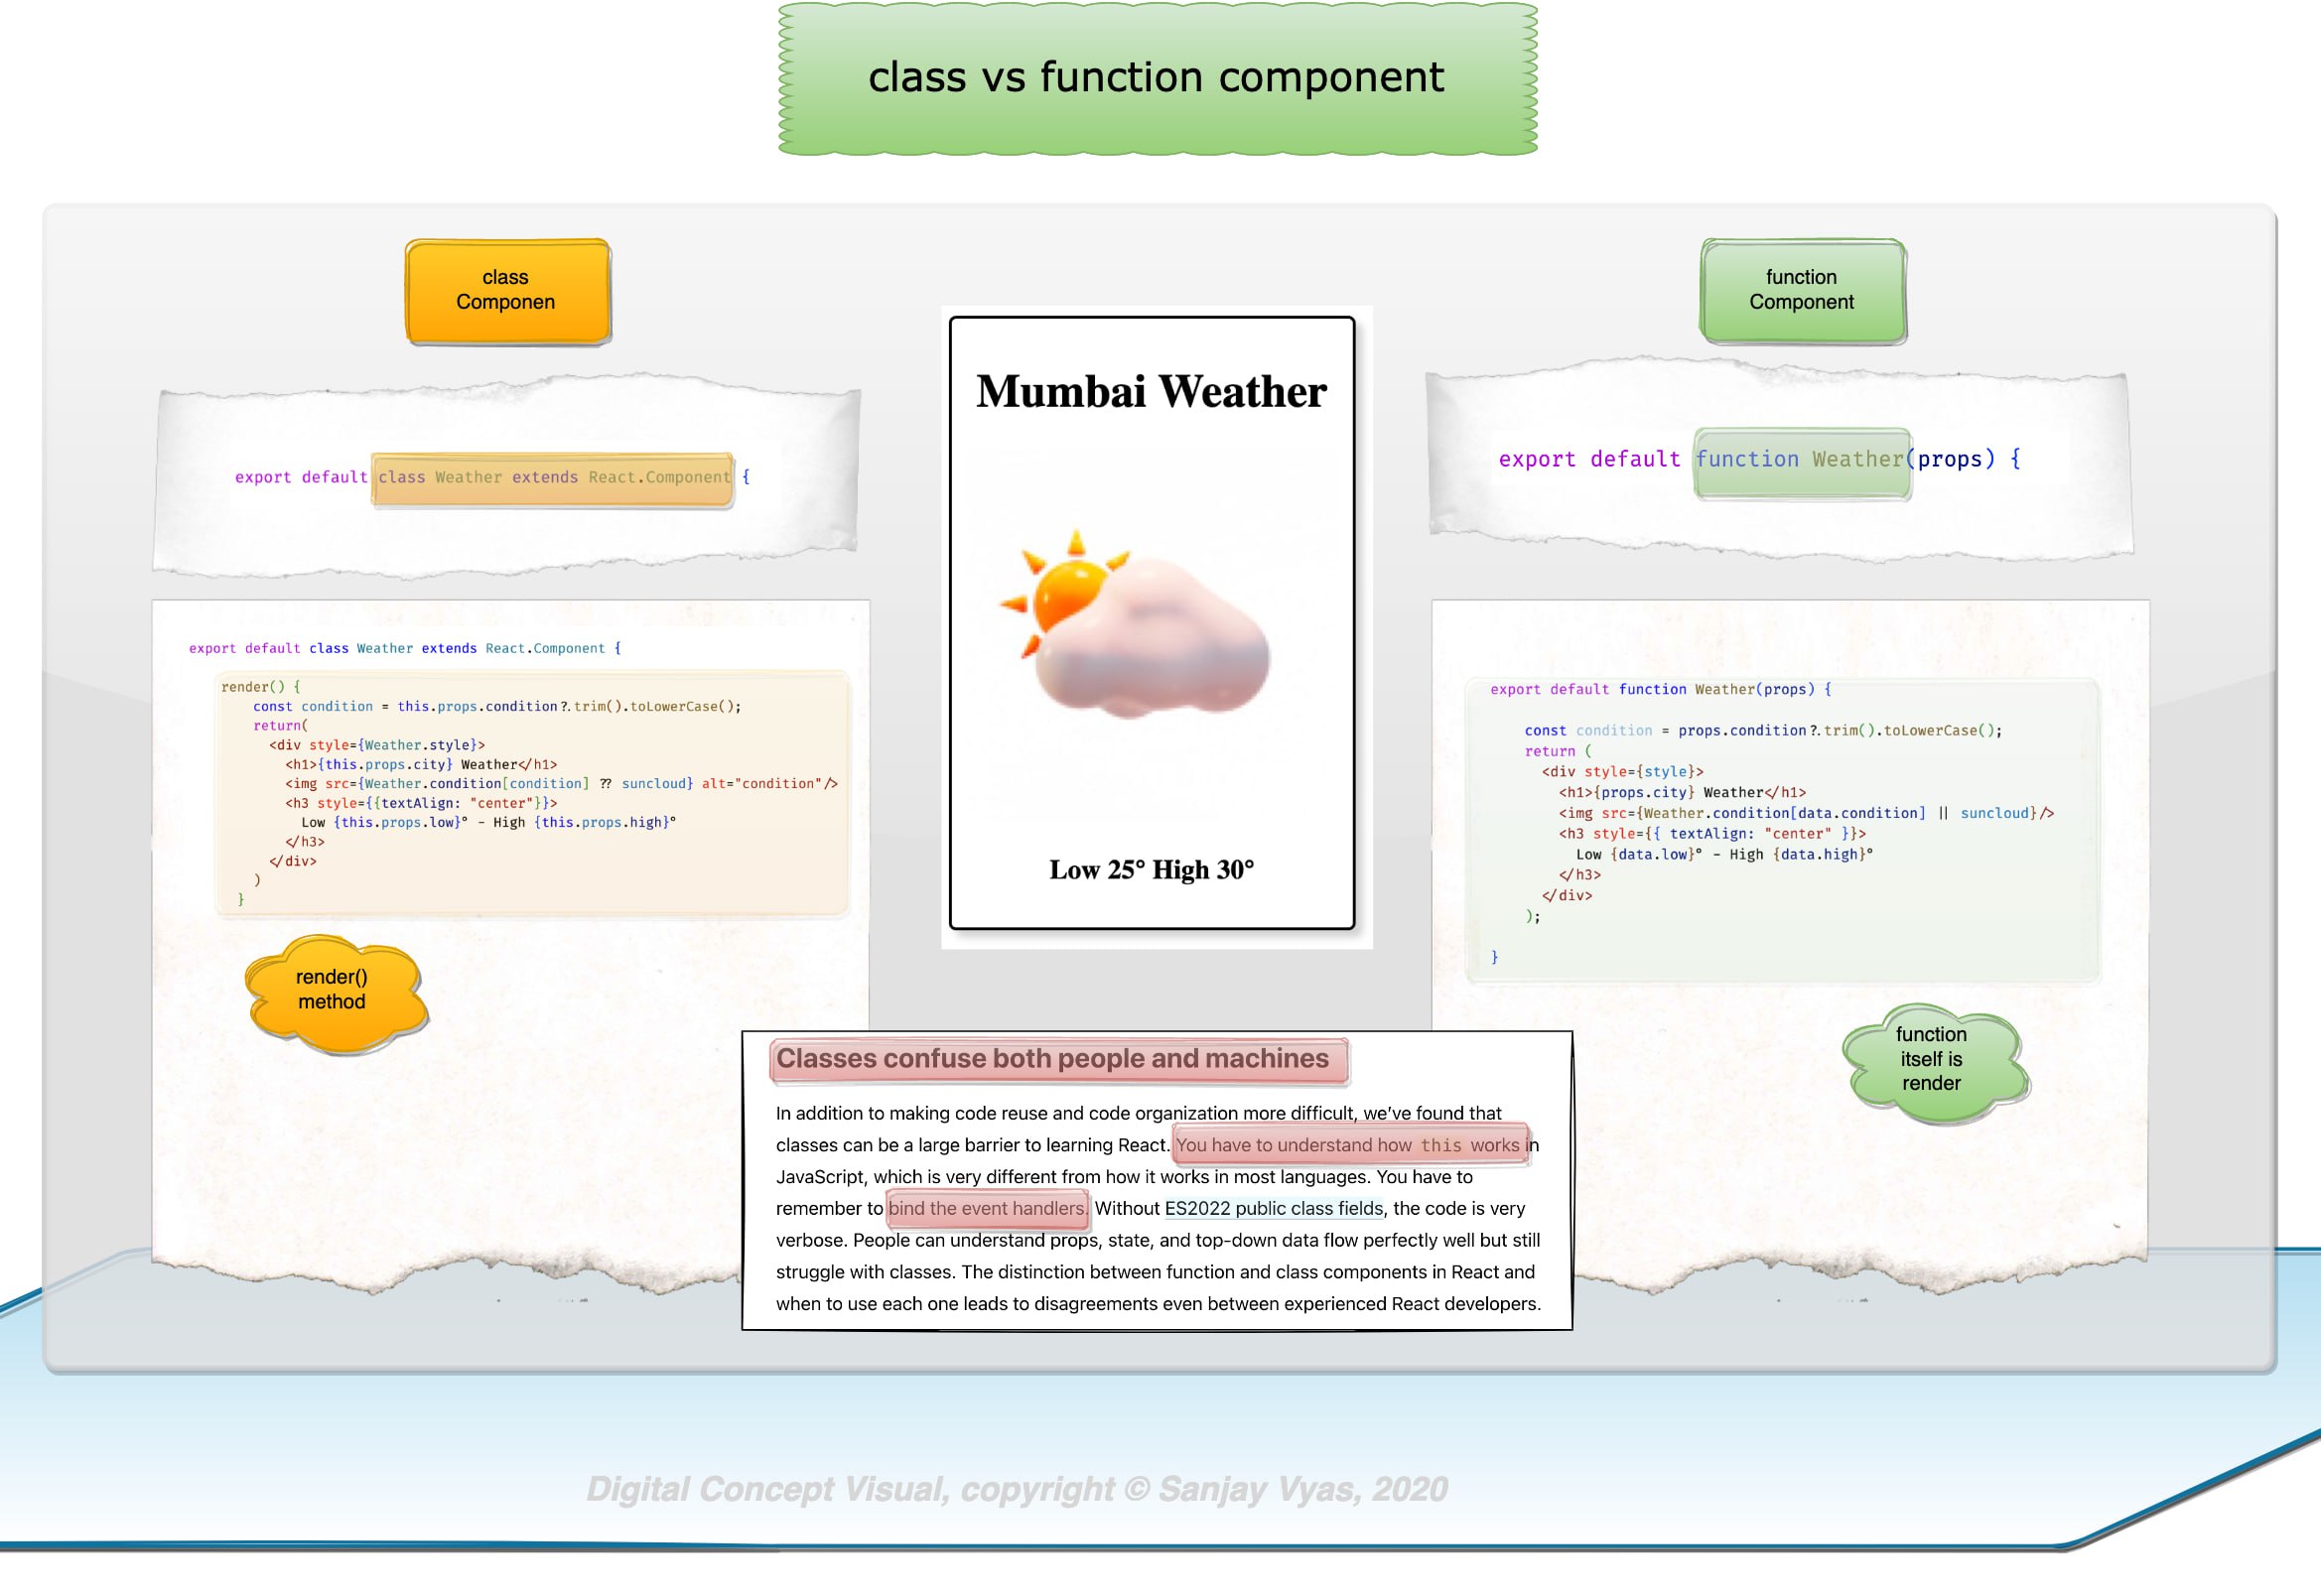 class vs function component
class
Componen
function
Component
export default class Weather extends React.Component {
export default function Weather(props) {
Mumbai Weather
Low 25° High 30°
export default class Weather extends React.Component {
render() {
const condition = this.props.condition?.trim().toLowerCase();
return(
<div style={Weather.style}>
<h1>{this.props.city} Weather</h1>
<img src={Weather.condition[condition] ?? suncloud} alt="condition"/>
<h3 style={{textAlign: "center"}}>
Low {this.props.low}° - High {this.props.high}°
</h3>
</div>
)
}
render()
method
export default function Weather(props) {
const condition = props.condition?.trim().toLowerCase();
return (
<div style={style}>
<h1>{props.city} Weather</h1>
<img src={Weather.condition[data.condition] || suncloud}/>
<h3 style={{ textAlign: "center" }}>
Low {data.low}° - High {data.high}°
</h3>
</div>
);
}
function
itself is
render
Classes confuse both people and machines
In addition to making code reuse and code organization more difficult, we've found that
classes can be a large barrier to learning React. You have to understand how this works in
JavaScript, which is very different from how it works in most languages. You have to
remember to bind the event handlers. Without ES2022 public class fields, the code is very
verbose. People can understand props, state, and top-down data flow perfectly well but still
struggle with classes. The distinction between function and class components in React and
when to use each one leads to disagreements even between experienced React developers.
Digital Concept Visual, copyright © Sanjay Vyas, 2020